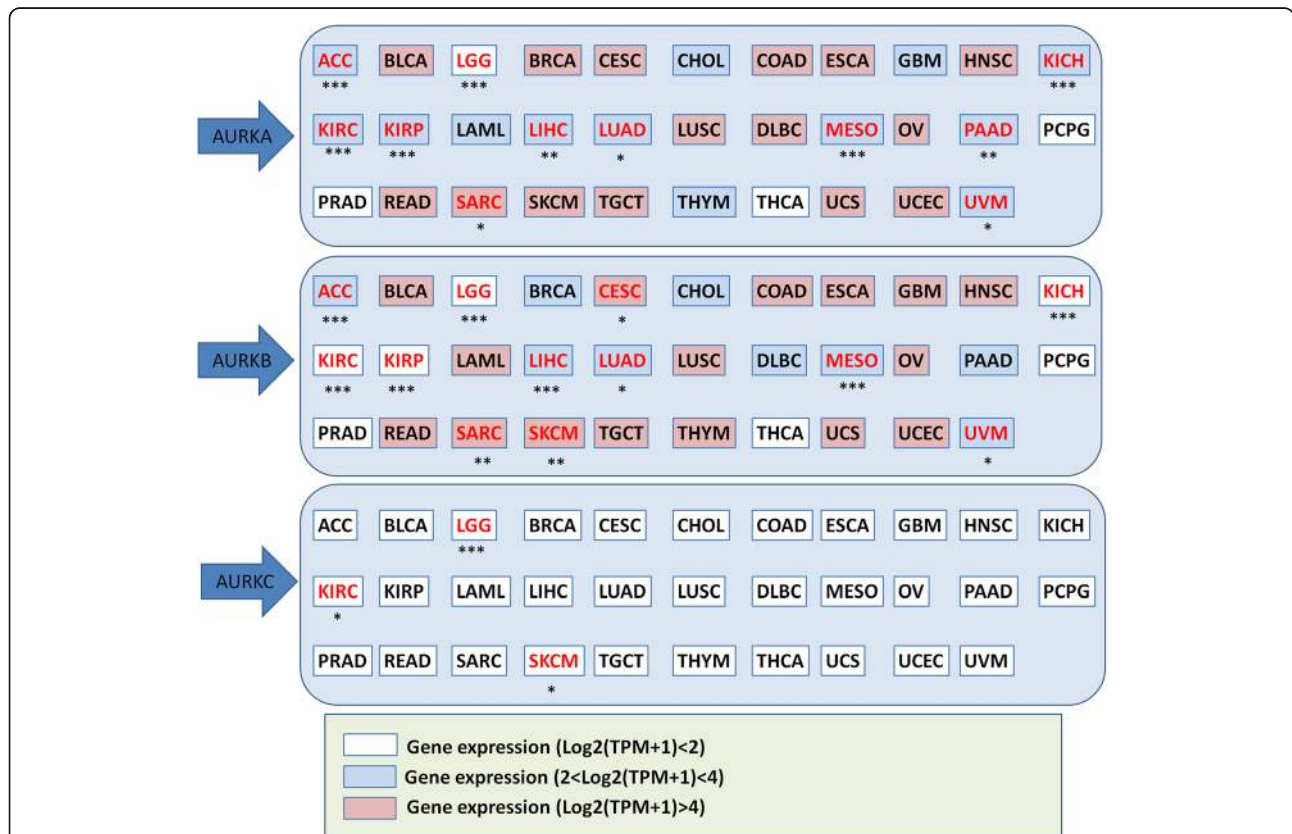 ACC BLCA LGG BRCA CESC CHOL COAD ESCA GBM HNSC KICH
*** *** ***
AURKA
KIRC KIRP LAML LIHC LUAD LUSC DLBC MESO OV PAAD PCPG
*** *** ** * *** **
PRAD READ SARC SKCM TGCT THYM THCA UCS UCEC UVM
* *
ACC BLCA LGG BRCA CESC CHOL COAD ESCA GBM HNSC KICH
*** *** * ***
AURKB
KIRC KIRP LAML LIHC LUAD LUSC DLBC MESO OV PAAD PCPG
*** *** *** * ***
PRAD READ SARC SKCM TGCT THYM THCA UCS UCEC UVM
** ** *
ACC BLCA LGG BRCA CESC CHOL COAD ESCA GBM HNSC KICH
***
AURKC
KIRC KIRP LAML LIHC LUAD LUSC DLBC MESO OV PAAD PCPG
*
PRAD READ SARC SKCM TGCT THYM THCA UCS UCEC UVM
*
Gene expression (Log2(TPM+1)<2)
Gene expression (2<Log2(TPM+1)<4)
Gene expression (Log2(TPM+1)>4)